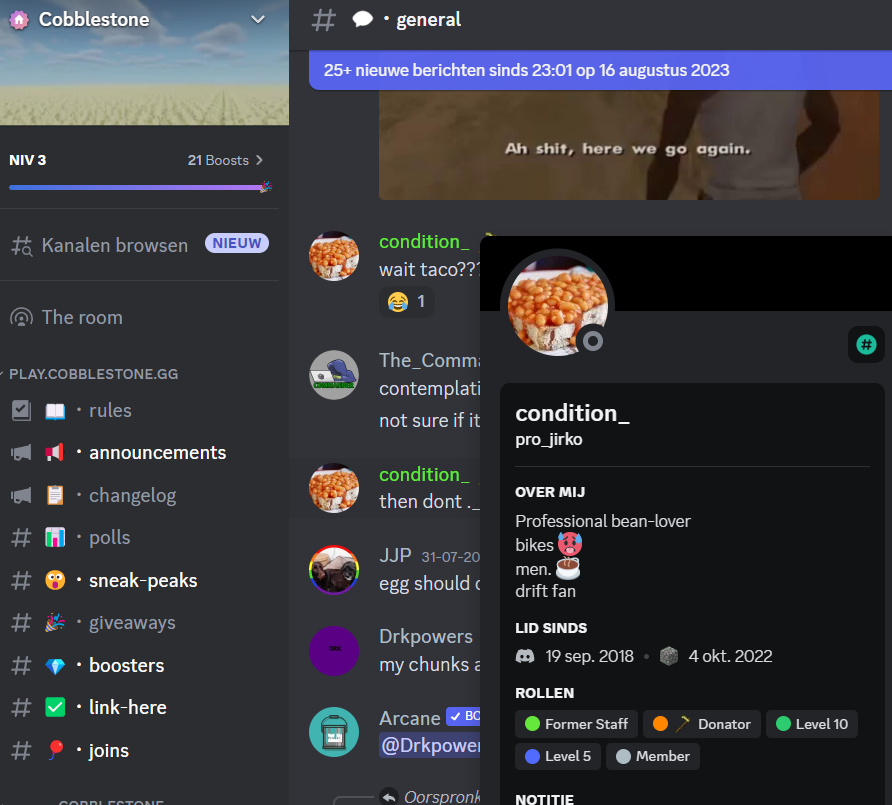 Cobblestone
NIV 3
21 Boosts
Kanalen browsen
NIEUW
The room
PLAY.COBBLESTONE.GG
rules
announcements
changelog
polls
sneak-peaks
giveaways
boosters
link-here
joins
general
25+ nieuwe berichten sinds 23:01 op 16 augustus 2023
Ah shit, here we go again.
condition_
wait taco???
1
The_Comma
contemplati
not sure if it
condition_
then dont ._
JJP 31-07-20
egg should
Drkpowers
my chunks a
Arcane BO
@Drkpower
Oorspronk
condition_
pro_jirko
OVER MIJ
Professional bean-lover
bikes
men.
drift fan
LID SINDS
19 sep. 2018 • 4 okt. 2022
ROLLEN
Former Staff Donator Level 10
Level 5 Member
NOTITIE